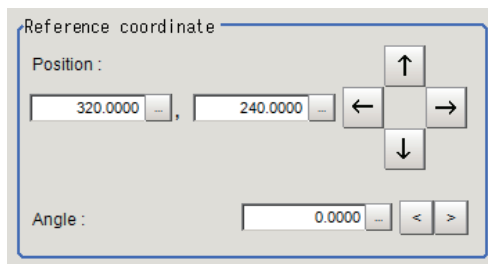 Reference coordinate
Position :
↑
320.0000 ... , 240.0000 ... ← →
↓
Angle : 0.0000 ... < >